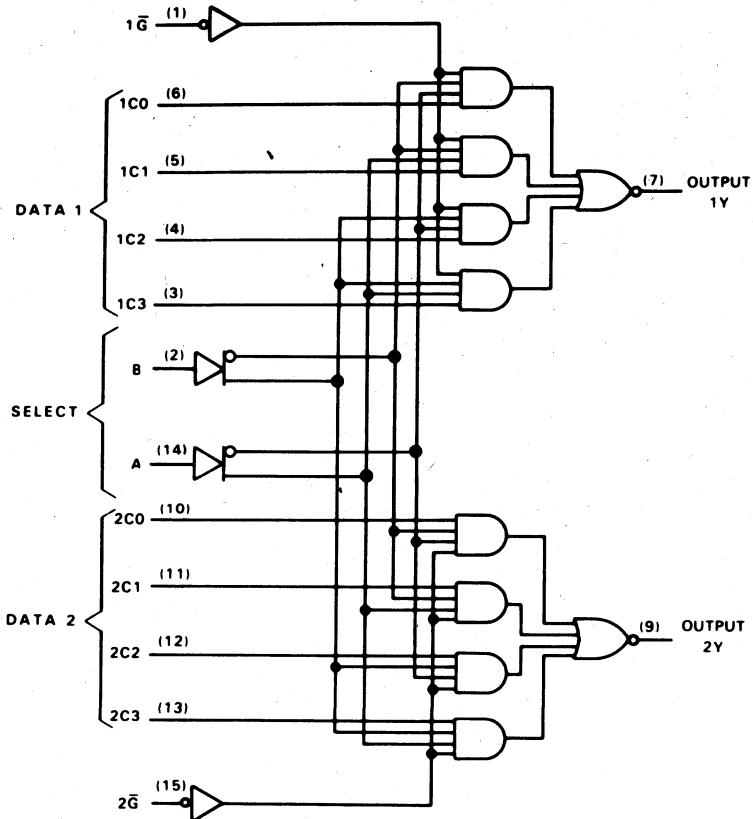 1G̅ (1)
1C0 (6)
1C1 (5)
DATA 1
1C2 (4)
1C3 (3)
(7) OUTPUT
1Y
B (2)
SELECT
A (14)
2C0 (10)
2C1 (11)
DATA 2
2C2 (12)
2C3 (13)
(9) OUTPUT
2Y
2G̅ (15)